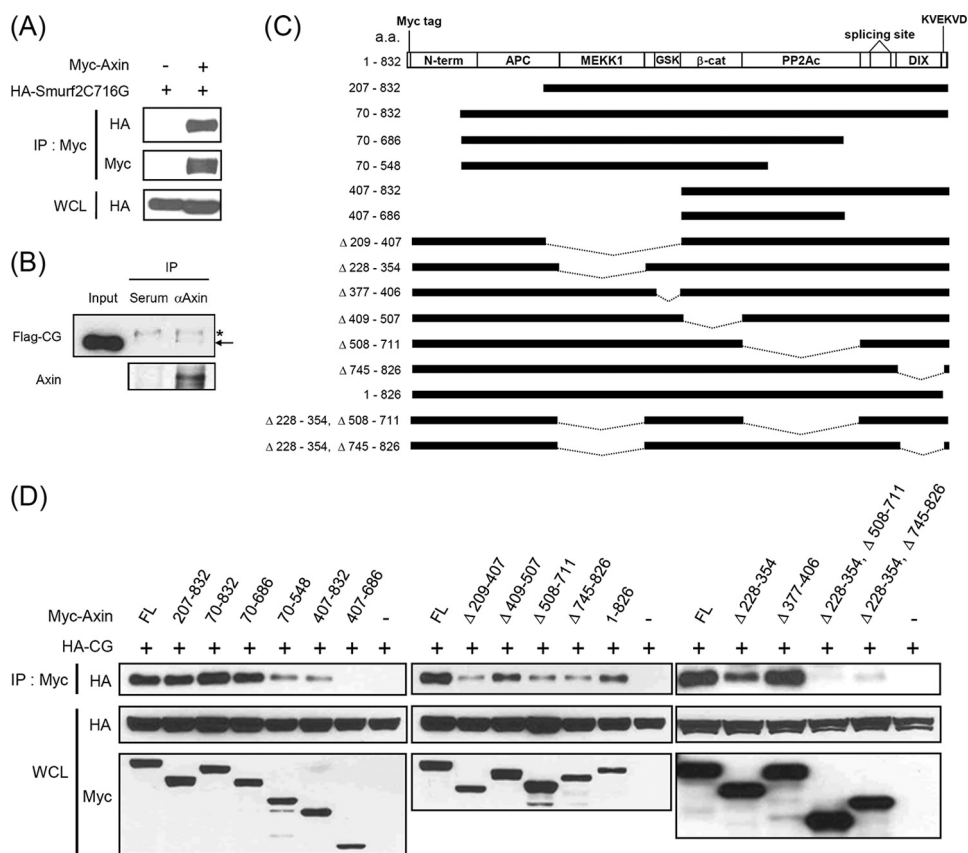 (A)
Myc-Axin - +
HA-Smurf2C716G + +
IP : Myc
HA
Myc
WCL HA
(B)
IP
Input Serum αAxin
Flag-CG
*
Axin
(C)
Myc tag
KVEKVD
a.a.
splicing site
1 - 832 N-term APC MEKK1 GSK β-cat PP2Ac DIX
207 - 832
70 - 832
70 - 686
70 - 548
407 - 832
407 - 686
Δ 209 - 407
Δ 228 - 354
Δ 377 - 406
Δ 409 - 507
Δ 508 - 711
Δ 745 - 826
1 - 826
Δ 228 - 354, Δ 508 - 711
Δ 228 - 354, Δ 745 - 826
(D)
Myc-Axin FL 207-832 70-832 70-686 70-548 407-832 407-686 - FL Δ 209-407 Δ 409-507 Δ 508-711 Δ 745-826 1-826 - FL Δ 228-354 Δ 377-406 Δ 228-354, Δ 508-711 Δ 228-354, Δ 745-826 -
HA-CG + + + + + + + + + + + + + + + + + + + + +
IP : Myc HA
HA
WCL
Myc